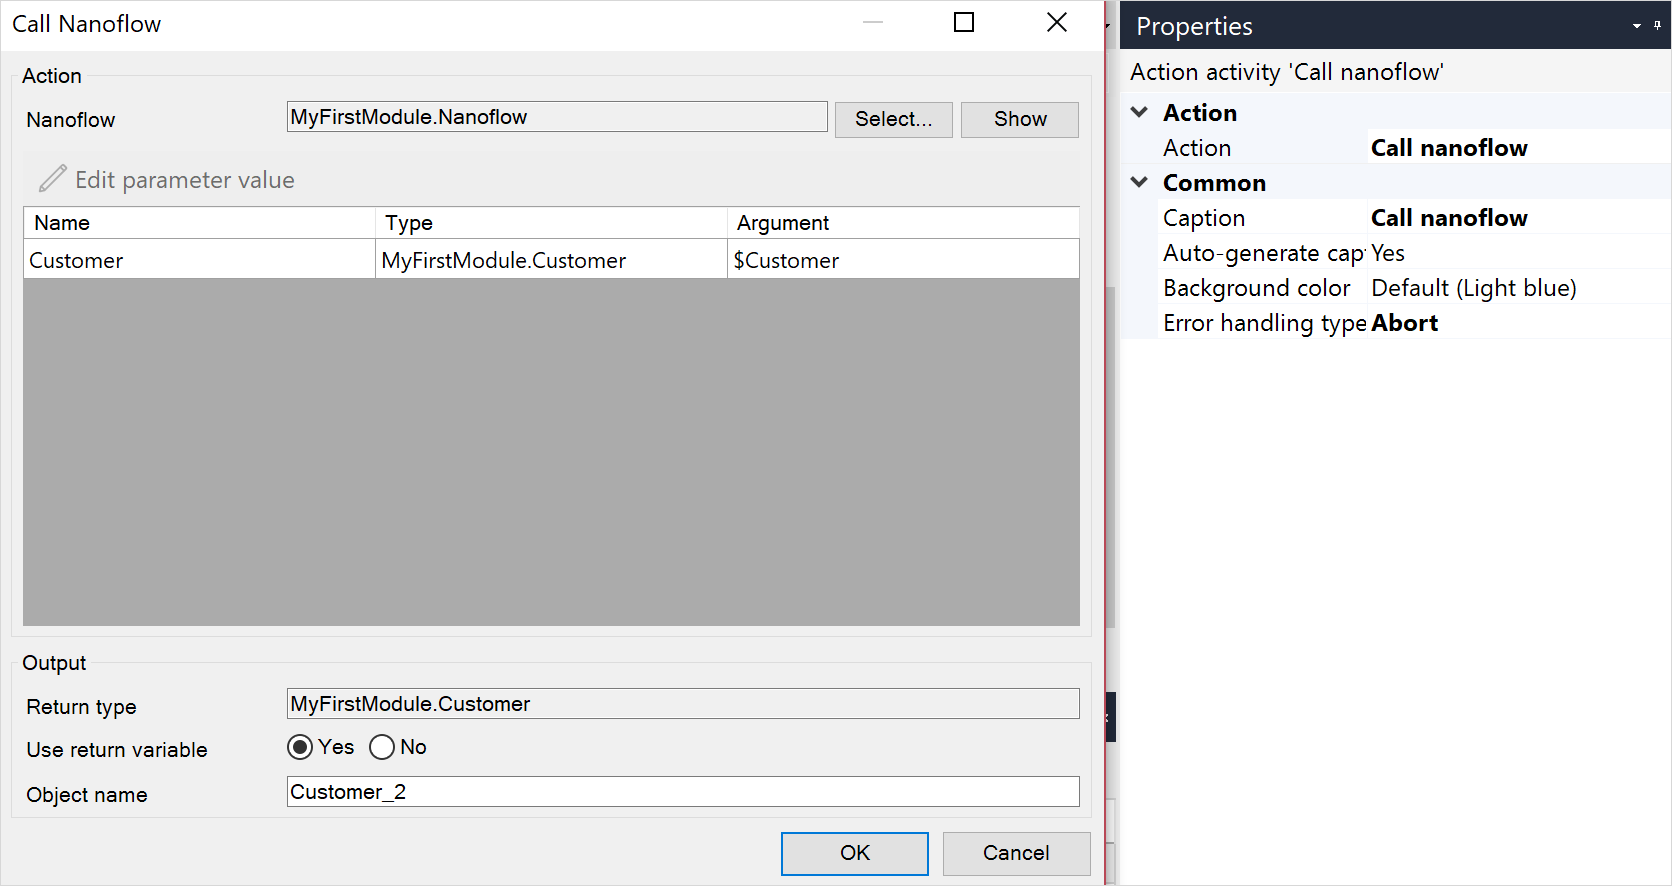 Call Nanoflow
Action
Nanoflow
MyFirstModule.Nanoflow
Select...
Show
Edit parameter value
Name Type Argument
Customer MyFirstModule.Customer $Customer
Output
Return type
MyFirstModule.Customer
Use return variable
Yes
No
Object name
Customer_2
OK
Cancel
Properties
Action activity 'Call nanoflow'
Action
Action Call nanoflow
Common
Caption Call nanoflow
Auto-generate cap Yes
Background color Default (Light blue)
Error handling type Abort